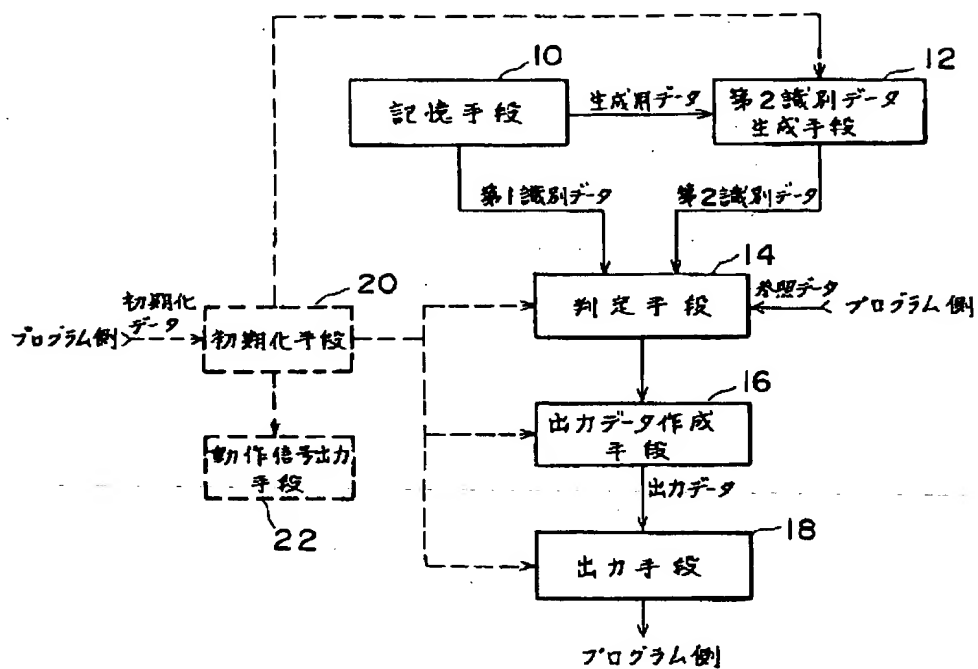 10
12
記憶手段
生成用データ
第2識別データ
生成手段
第1識別データ
第2識別データ
14
20
初期化
データ
参照データ
プログラム側
初期化手段
判定手段
プログラム側
16
動作信号出力
手段
出力データ作成
手段
22
出力データ
18
出力手段
プログラム側